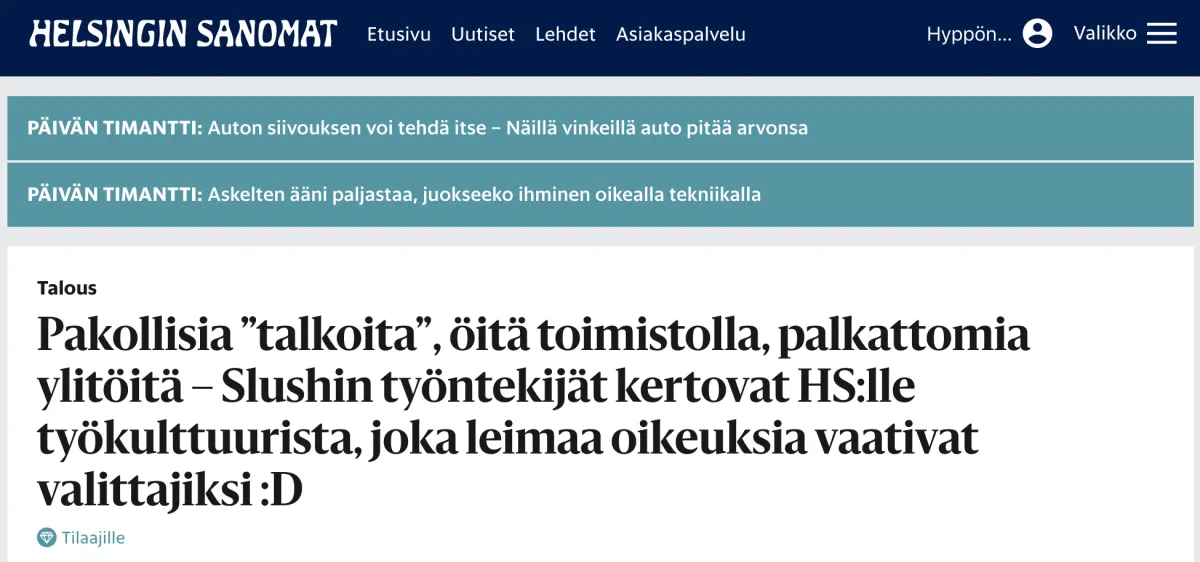 HELSINGIN SANOMAT Etusivu Uutiset Lehdet Asiakaspalvelu Hyppön... Valikko
PÄIVÄN TIMANTTI: Auton siivouksen voi tehdä itse – Näillä vinkeillä auto pitää arvonsa
PÄIVÄN TIMANTTI: Askelten ääni paljastaa, juokseeko ihminen oikealla tekniikalla
Talous
Pakollisia ”talkoita”, öitä toimistolla, palkattomia
ylitöitä – Slushin työntekijät kertovat HS:lle
työkulttuurista, joka leimaa oikeuksia vaativat
valittajiksi :D
Tilaajille